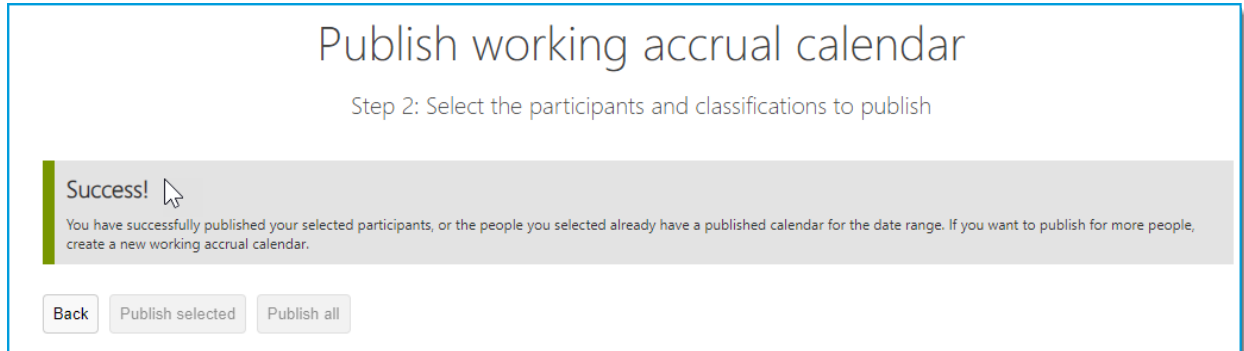 Publish working accrual calendar
Step 2: Select the participants and classifications to publish
Success!
You have successfully published your selected participants, or the people you selected already have a published calendar for the date range. If you want to publish for more people,
create a new working accrual calendar.
Back Publish selected Publish all